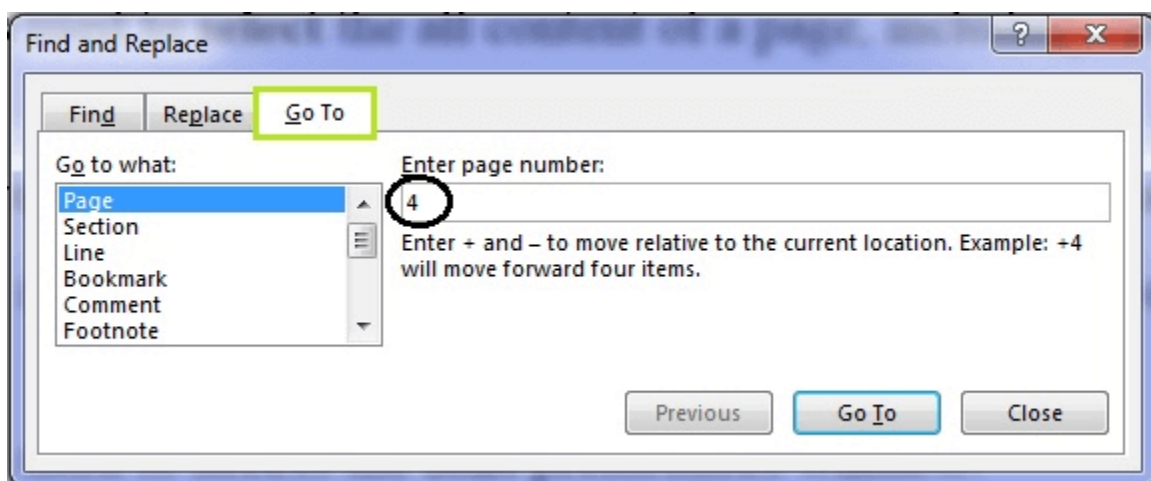 Find and Replace
Find Replace Go To
Go to what:
Page
Section
Line
Bookmark
Comment
Footnote
Enter page number:
4
Enter + and – to move relative to the current location. Example: +4
will move forward four items.
Previous Go To Close